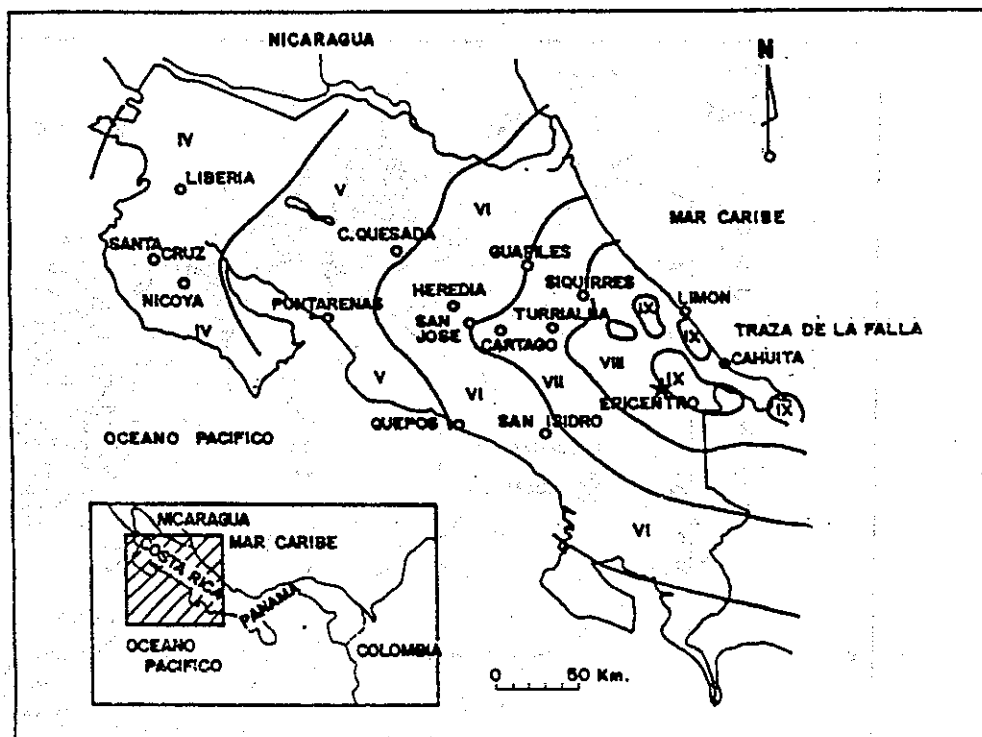 NICARAGUA
N
IV
LIBERIA
V
VI
MAR CARIBE
C. QUESADA
SANTA
CRUZ
GUAPILES
NICOYA
SIQUIRRES
HEREDIA
IX
LIMON
PONTARENAS
SAN
JOSE
TURRIALBA
CARTAGO
IX
TRAZA DE LA FALLA
IV
VIII
CAHUITA
V
VI
VII
IX
EPICENTRO
IX
QUEPOS
SAN ISIDRO
OCEANO PACIFICO
VI
NICARAGUA
MAR CARIBE
COSTA RICA
PANAMA
COLOMBIA
OCEANO
PACIFICO
0 50 Km.